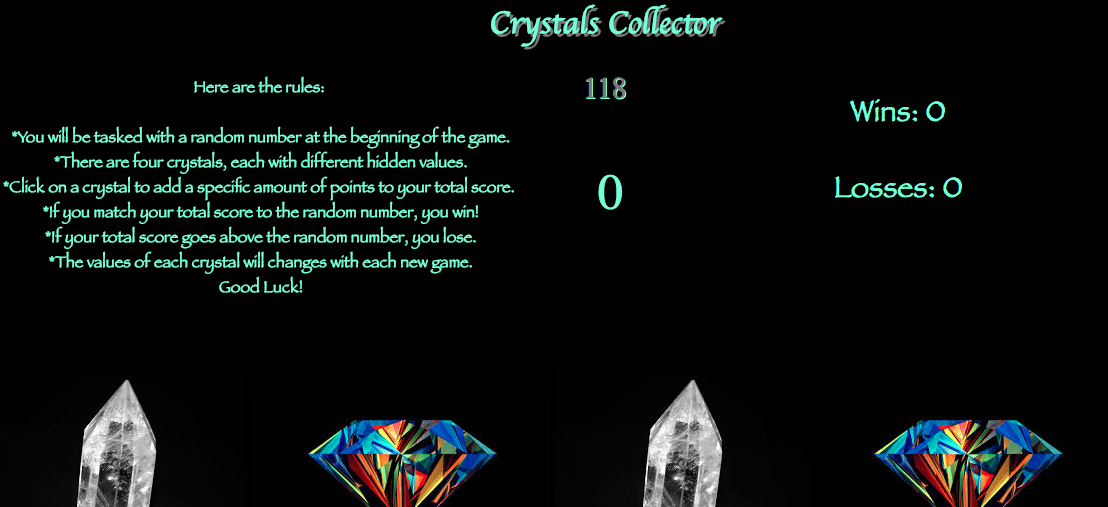 Crystals Collector
Here are the rules:
*You will be tasked with a random number at the beginning of the game.
*There are four crystals, each with different hidden values.
*Click on a crystal to add a specific amount of points to your total score.
*If you match your total score to the random number, you win!
*If your total score goes above the random number, you lose.
*The values of each crystal will changes with each new game.
Good Luck!
118
0
Wins: 0
Losses: 0